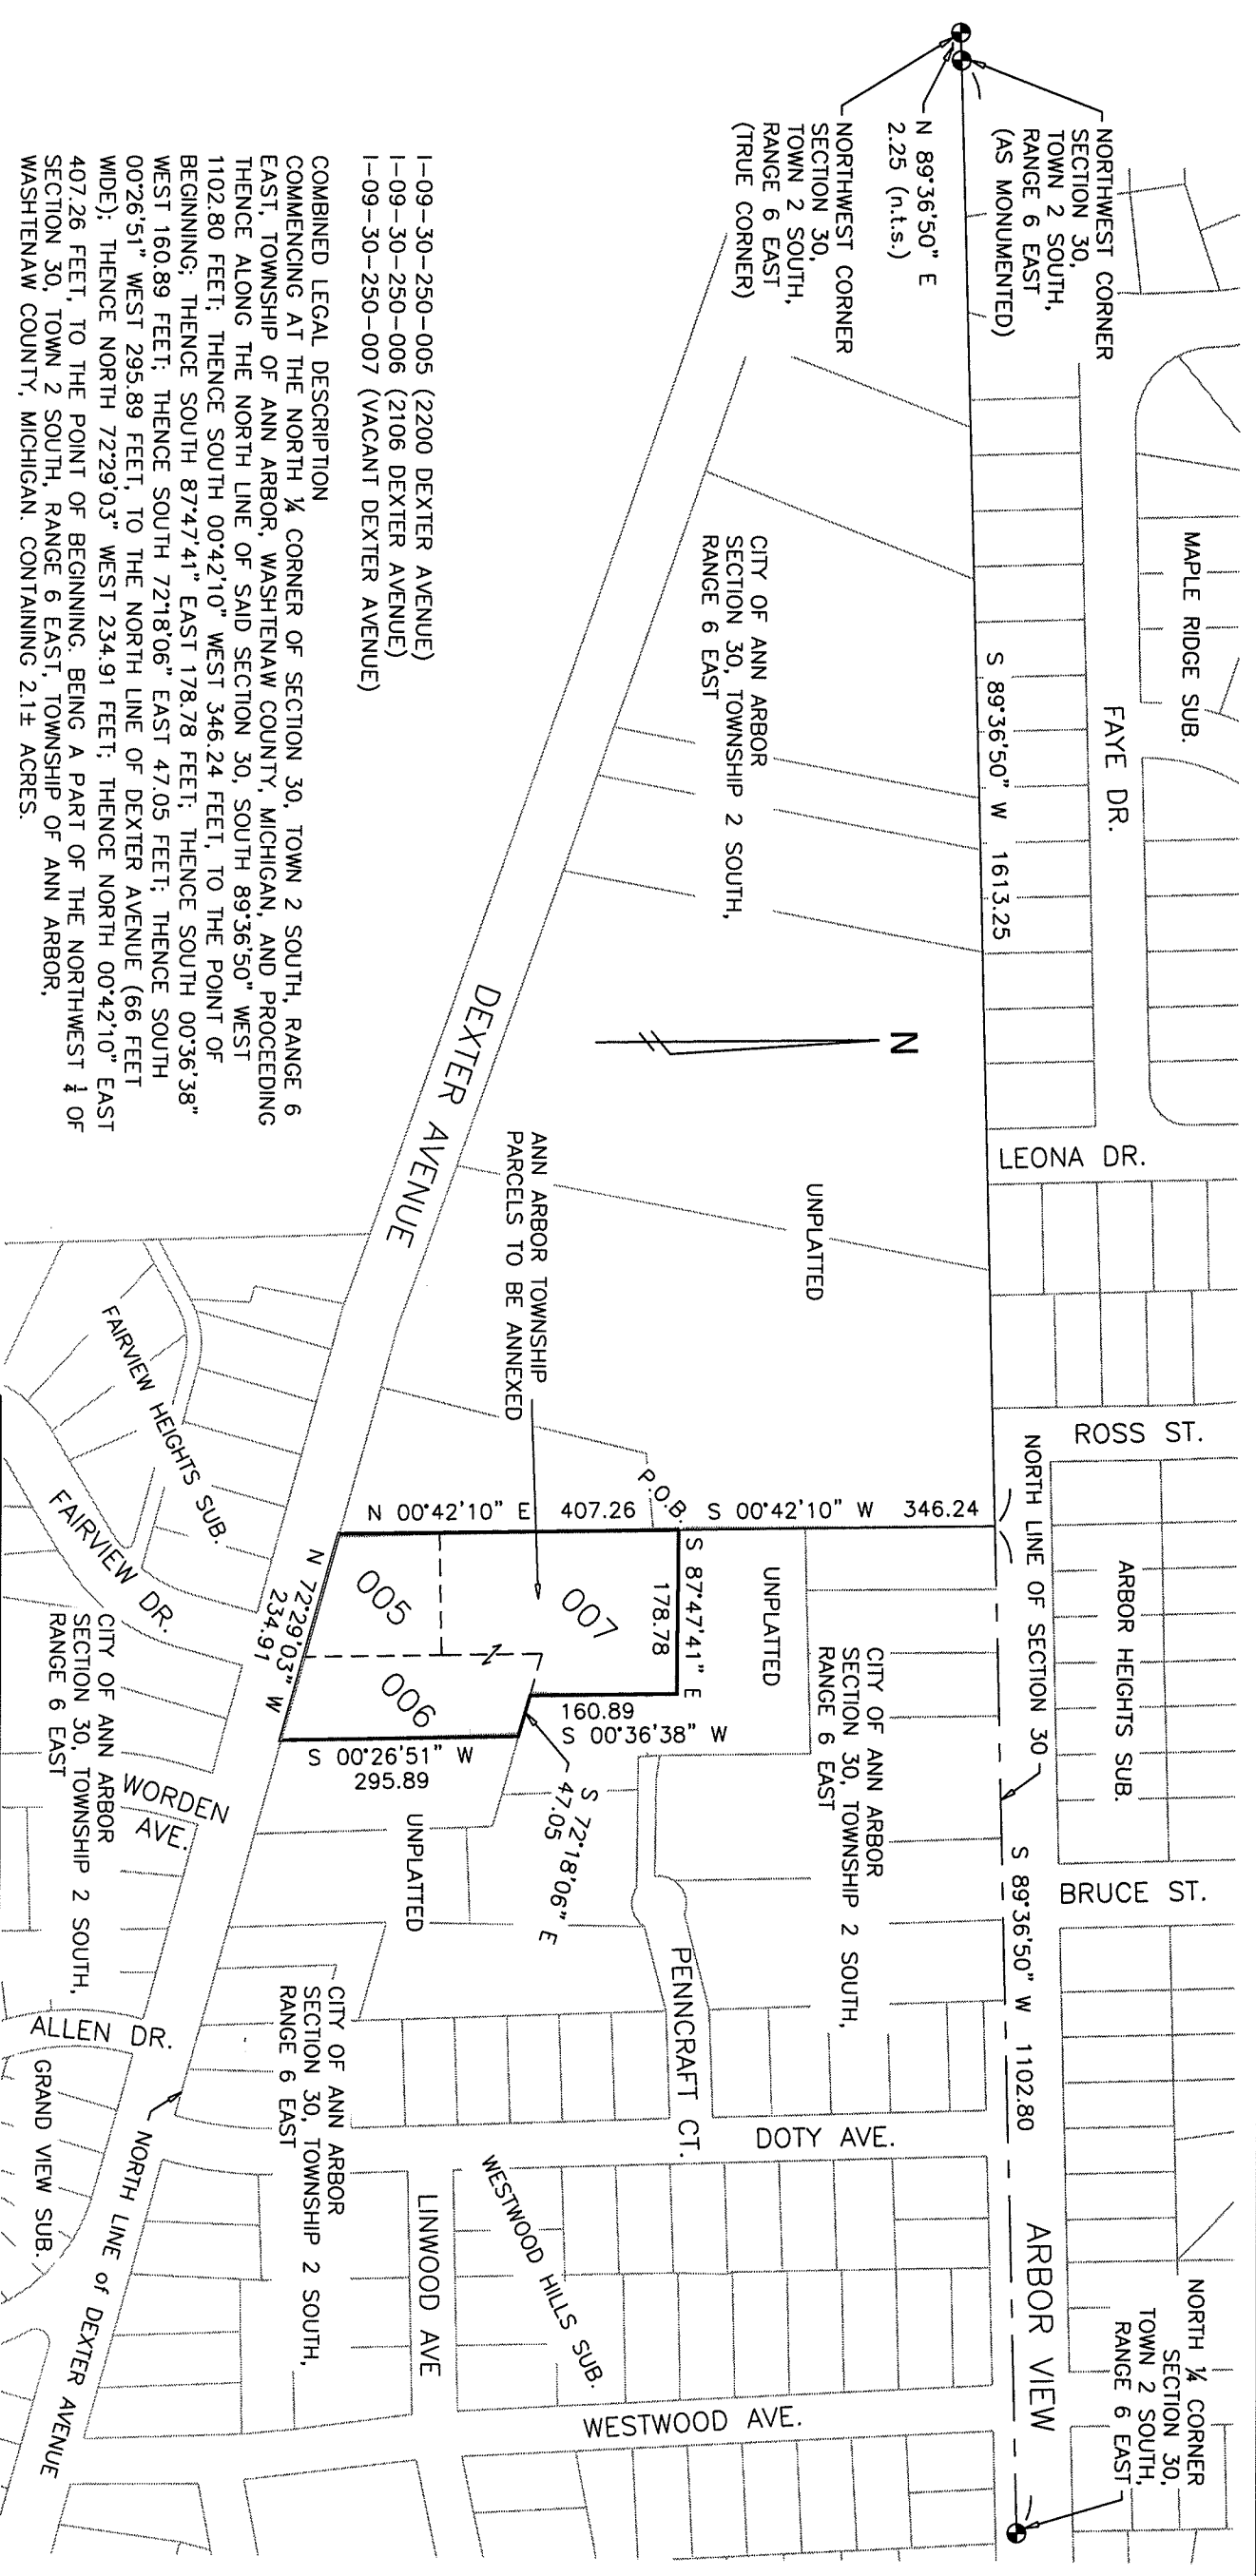 NORTHWEST CORNER
SECTION 30,
TOWN 2 SOUTH,
RANGE 6 EAST
(AS MONUMENTED)
N 89°36'50" E
2.25 (n.t.s.)
NORTHWEST CORNER
SECTION 30,
TOWN 2 SOUTH,
RANGE 6 EAST
(TRUE CORNER)
MAPLE RIDGE SUB.
FAYE DR.
S 89°36'50" W 1613.25
CITY OF ANN ARBOR
SECTION 30, TOWNSHIP 2 SOUTH,
RANGE 6 EAST
N
LEONA DR.
UNPLATTED
ROSS ST.
NORTH LINE OF SECTION 30
ARBOR HEIGHTS SUB.
BRUCE ST.
S 89°36'50" W 1102.80
ARBOR VIEW
NORTH ¼ CORNER
SECTION 30,
TOWN 2 SOUTH,
RANGE 6 EAST
DEXTER AVENUE
ANN ARBOR TOWNSHIP
PARCELS TO BE ANNEXED
P.O.B.
S 00°42'10" W 346.24
N 00°42'10" E 407.26
S 87°47'41" E
178.78
UNPLATTED
CITY OF ANN ARBOR
SECTION 30, TOWNSHIP 2 SOUTH,
RANGE 6 EAST
007
005
006
160.89
S 00°36'38" W
S 72°18'06" E
47.05
S 00°26'51" W
295.89
N 72°29'03" W
234.91
UNPLATTED
PENNCRAFT CT.
DOTY AVE.
WESTWOOD HILLS SUB.
LINWOOD AVE
WESTWOOD AVE.
CITY OF ANN ARBOR
SECTION 30, TOWNSHIP 2 SOUTH,
RANGE 6 EAST
FAIRVIEW HEIGHTS SUB.
FAIRVIEW DR.
CITY OF ANN ARBOR
SECTION 30, TOWNSHIP 2 SOUTH,
RANGE 6 EAST
WORDEN
AVE.
ALLEN DR.
GRAND VIEW SUB.
NORTH LINE of DEXTER AVENUE
I-09-30-250-005 (2200 DEXTER AVENUE)
I-09-30-250-006 (2106 DEXTER AVENUE)
I-09-30-250-007 (VACANT DEXTER AVENUE)
COMBINED LEGAL DESCRIPTION
COMMENCING AT THE NORTH ¼ CORNER OF SECTION 30, TOWN 2 SOUTH, RANGE 6
EAST, TOWNSHIP OF ANN ARBOR, WASHTENAW COUNTY, MICHIGAN, AND PROCEEDING
THENCE ALONG THE NORTH LINE OF SAID SECTION 30, SOUTH 89°36'50" WEST
1102.80 FEET; THENCE SOUTH 00°42'10" WEST 346.24 FEET, TO THE POINT OF
BEGINNING; THENCE SOUTH 87°47'41" EAST 178.78 FEET; THENCE SOUTH 00°36'38"
WEST 160.89 FEET; THENCE SOUTH 72°18'06" EAST 47.05 FEET; THENCE SOUTH
00°26'51" WEST 295.89 FEET, TO THE NORTH LINE OF DEXTER AVENUE (66 FEET
WIDE); THENCE NORTH 72°29'03" WEST 234.91 FEET; THENCE NORTH 00°42'10" EAST
407.26 FEET, TO THE POINT OF BEGINNING. BEING A PART OF THE NORTHWEST ¼ OF
SECTION 30, TOWN 2 SOUTH, RANGE 6 EAST, TOWNSHIP OF ANN ARBOR,
WASHTENAW COUNTY, MICHIGAN. CONTAINING 2.1± ACRES.